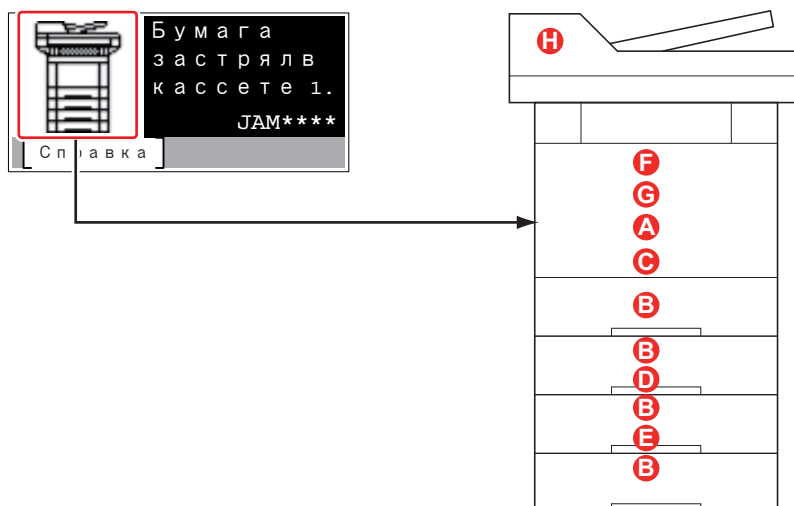 Бумага
застрялв
кассете 1.
JAM****
[ Справка ]
H
F
G
A
C
B
B
D
B
E
B